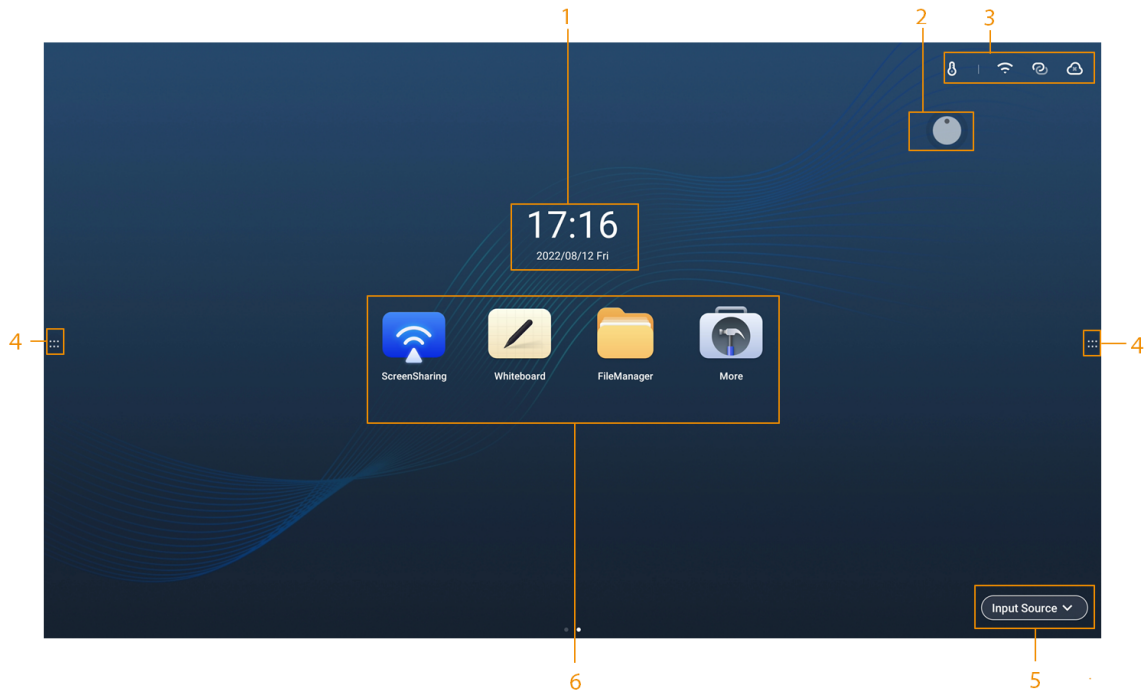 1
2
3
17:16
2022/08/12 Fri
4
4
ScreenSharing
Whiteboard
FileManager
More
Input Source
5
6